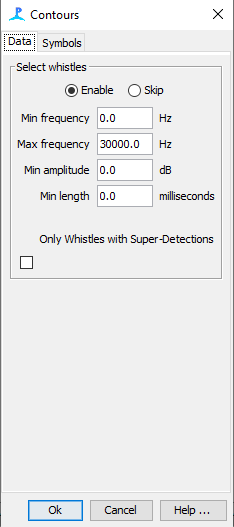 Contours
Data Symbols
Select whistles
Enable Skip
Min frequency 0.0 Hz
Max frequency 30000.0 Hz
Min amplitude 0.0 dB
Min length 0.0 milliseconds
Only Whistles with Super-Detections
Ok Cancel Help ...